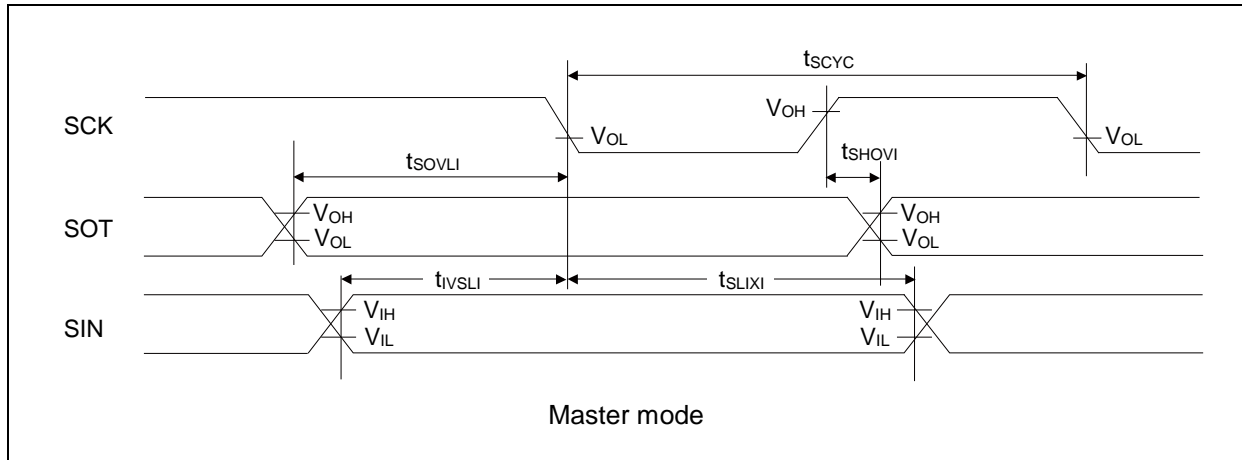 tSCYC
SCK
VOH
VOL
VOL
tSHOVI
tSOVLI
SOT
VOH
VOL
VOH
VOL
tIVSLI
tSLIXI
SIN
VIH
VIL
VIH
VIL
Master mode